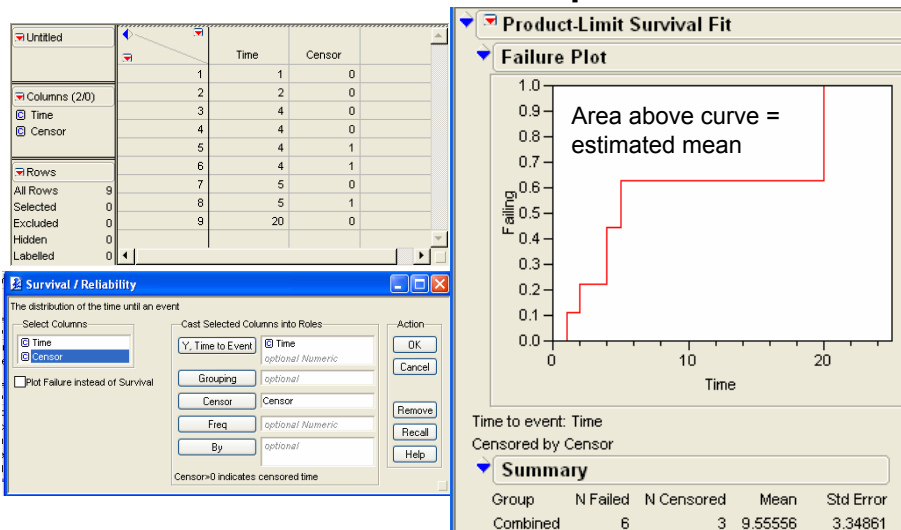 Untitled
Columns (2/0)
Time
Censor
Rows
All Rows 9
Selected 0
Excluded 0
Hidden 0
Labelled 0
Time Censor
1 1 0
2 2 0
3 4 0
4 4 0
5 4 1
6 4 1
7 5 0
8 5 1
9 20 0
Survival / Reliability
The distribution of the time until an event
Select Columns
Time
Censor
Plot Failure instead of Survival
Cast Selected Columns into Roles
Y, Time to Event Time
optional Numeric
Grouping optional
Censor Censor
Freq optional Numeric
By optional
Censor>0 indicates censored time
Action
OK
Cancel
Remove
Recall
Help
Product-Limit Survival Fit
Failure Plot
Area above curve =
estimated mean
Failing
1.0
0.9
0.8
0.7
0.6
0.5
0.4
0.3
0.2
0.1
0.0
0 10 20
Time
Time to event: Time
Censored by Censor
Summary
Group N Failed N Censored Mean Std Error
Combined 6 3 9.55556 3.34861